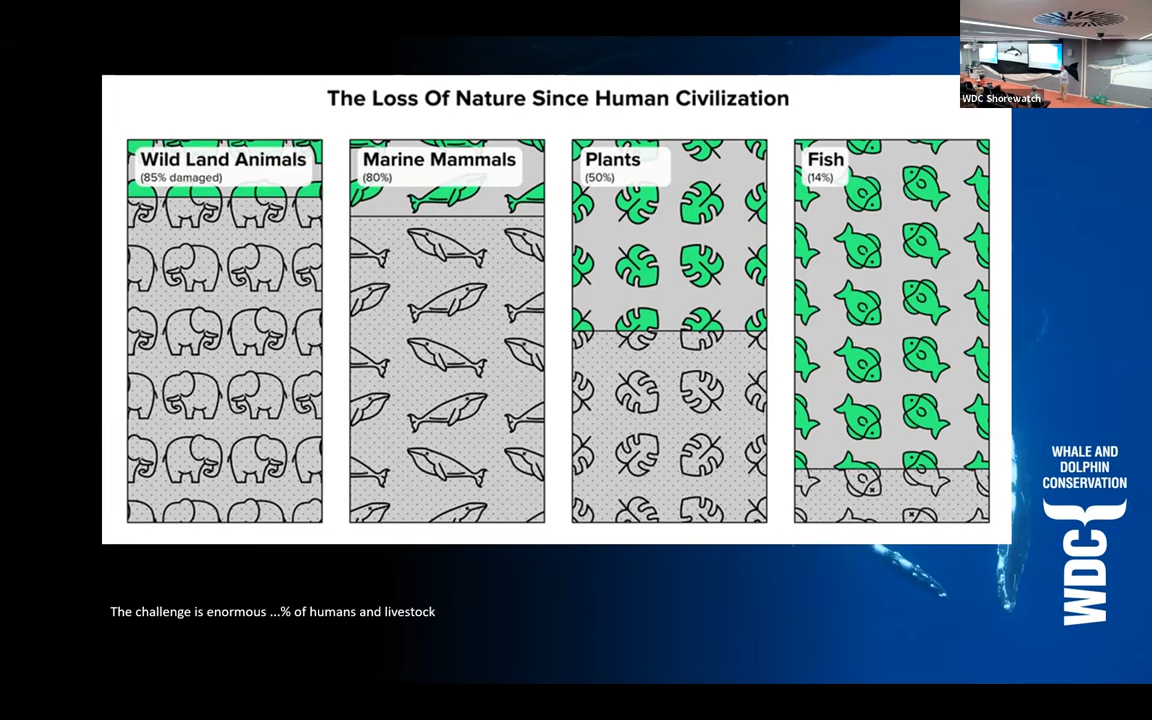 WDC Shorewatch
The Loss Of Nature Since Human Civilization
Wild Land Animals
(85% damaged)
Marine Mammals
(80%)
Plants
(50%)
Fish
(14%)
WHALE AND
DOLPHIN
CONSERVATION
WDC
The challenge is enormous ...% of humans and livestock